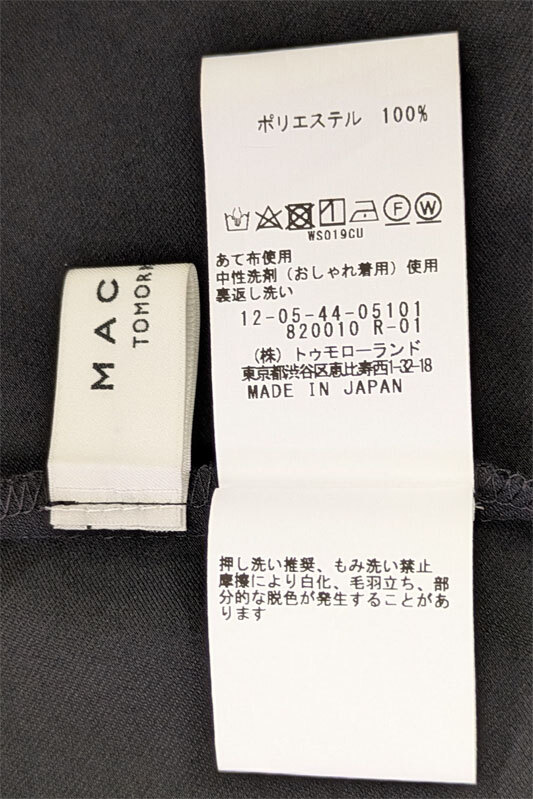 MAC
TOMOR
ポリエステル 100%
F W
WS019CU
あて布使用
中性洗剤（おしゃれ着用）使用
裏返し洗い
12-05-44-05101
820010 R-01
（株）トゥモローランド
東京都渋谷区恵比寿西1-32-18
MADE IN JAPAN
押し洗い推奨、もみ洗い禁止
摩擦により白化、毛羽立ち、部
分的な脱色が発生することがあ
ります